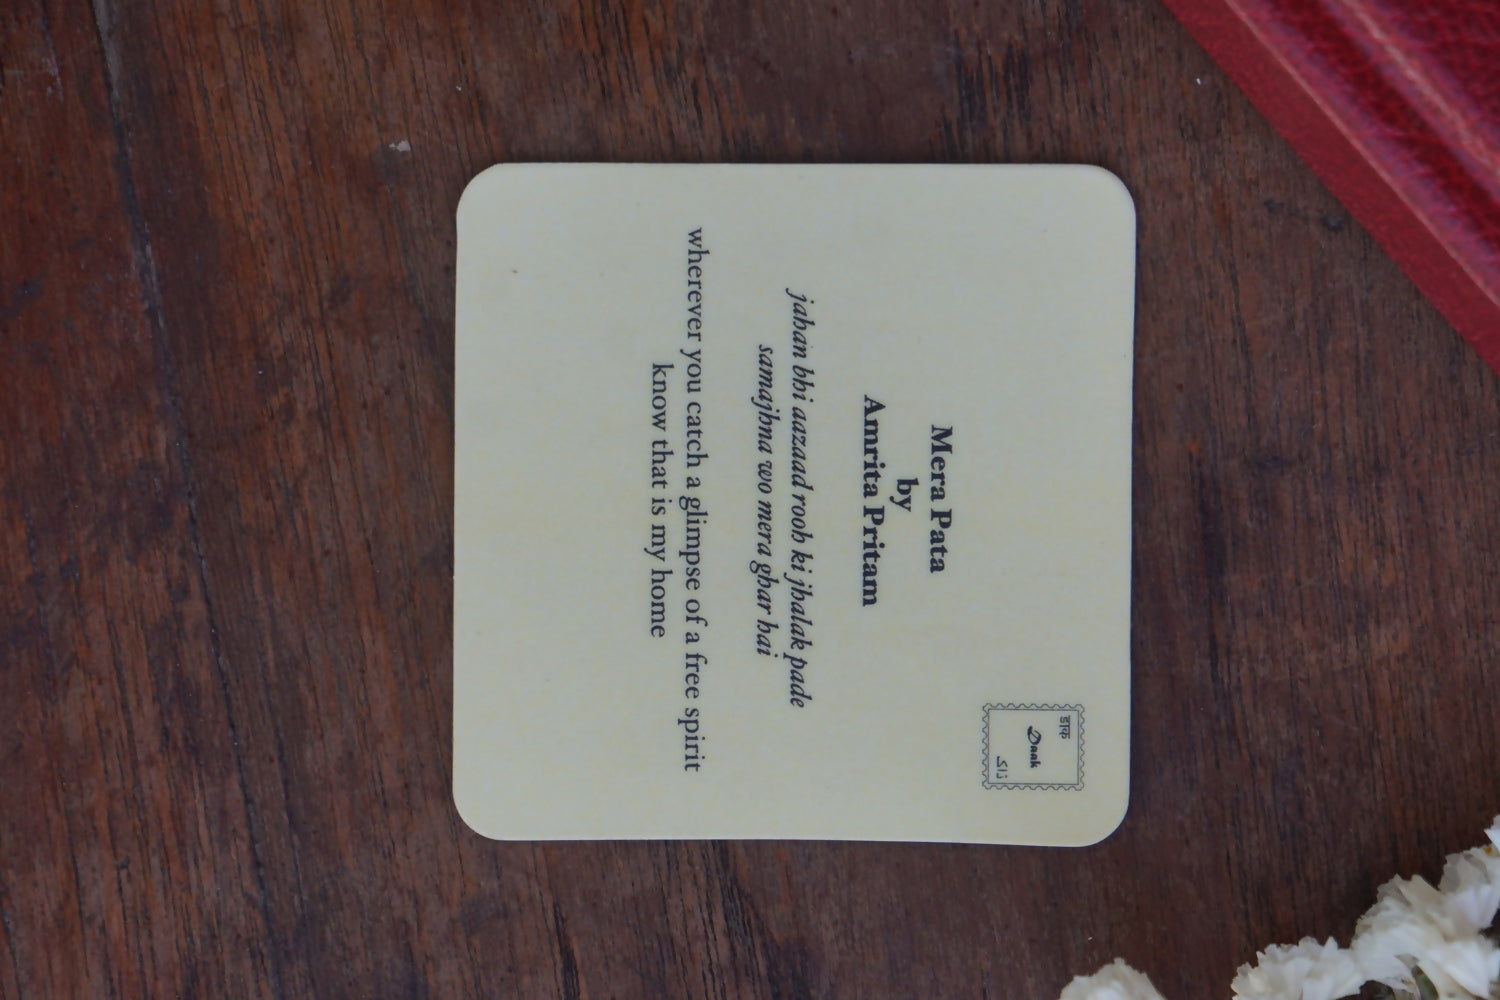 डाक
Daak
ڈاک
Mera Pata
by
Amrita Pritam
jahan bhi aazaad rooh ki jhalak pade
samajhna wo mera ghar hai
wherever you catch a glimpse of a free spirit
know that is my home